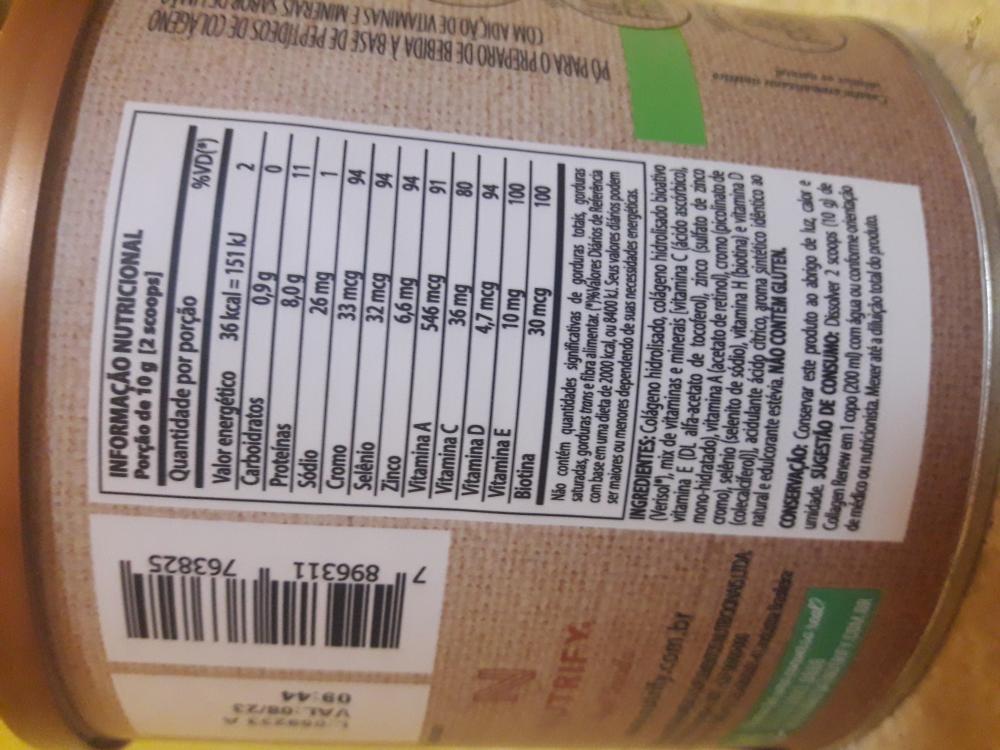 INFORMAÇÃO NUTRICIONAL
Porção de 10 g [2 scoops]
Quantidade por porção %VD(*)
Valor energético 36 kcal = 151 kJ 2
Carboidratos 0,9 g 0
Proteínas 8,0 g 11
Sódio 26 mg 1
Cromo 33 mcg 94
Selênio 32 mcg 94
Zinco 6,6 mg 94
Vitamina A 546 mcg 91
Vitamina C 36 mg 80
Vitamina D 4,7 mcg 94
Vitamina E 10 mg 100
Biotina 30 mcg 100
Não contém quantidades significativas de gorduras totais, gorduras
saturadas, gorduras trans e fibra alimentar. (*)%Valores Diários de Referência
com base em uma dieta de 2000 kcal, ou 8400 kJ. Seus valores diários podem
ser maiores ou menores dependendo de suas necessidades energéticas.
INGREDIENTES: Colágeno hidrolisado, colágeno hidrolisado bioativo
(Verisol®), mix de vitaminas e minerais [vitamina C (ácido ascórbico),
vitamina E (DL alfa-acetato de tocoferol), zinco (sulfato de zinco
mono-hidratado), vitamina A (acetato de retinol), cromo (picolinato de
cromo), selênio (selenito de sódio), vitamina H (biotina) e vitamina D
(colecalciferol)], acidulante ácido cítrico, aroma sintético idêntico ao
natural e edulcorante estévia. NÃO CONTÉM GLÚTEN.
CONSERVAÇÃO: Conservar este produto ao abrigo de luz, calor e
umidade. SUGESTÃO DE CONSUMO: Dissolver 2 scoops (10 g) de
Collagen Renew em 1 copo (200 ml) com água ou conforme orientação
de médico ou nutricionista. Mexer até a diluição total do produto.
PÓ PARA O PREPARO DE BEBIDA À BASE DE PEPTÍDEOS DE COLÁGENO
COM ADIÇÃO DE VITAMINAS E MINERAIS SABOR DE
Contém aromatizante sintético
idêntico ao natural
7 896311 763825
VAL:08/23
09:44
N
UTRIFY.
.com.br